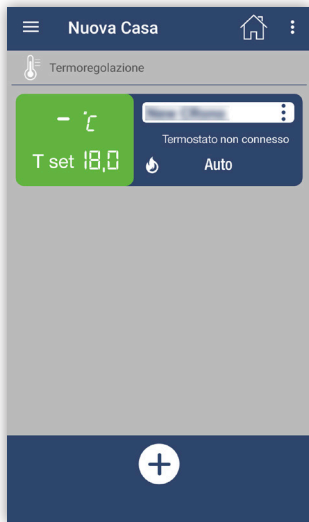 Nuova Casa
Termoregolazione
- °C
T set 18,0
Termostato non connesso
Auto